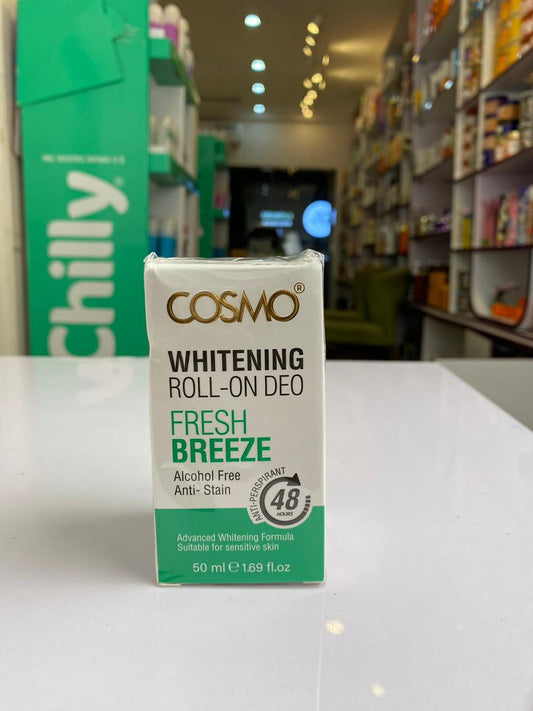 Chilly
COSMO®
WHITENING
ROLL-ON DEO
FRESH
BREEZE
Alcohol Free
Anti- Stain
ANTI-PERSPIRANT
48
HOURS
Advanced Whitening Formula
Suitable for sensitive skin
50 ml ℮ 1.69 fl.oz